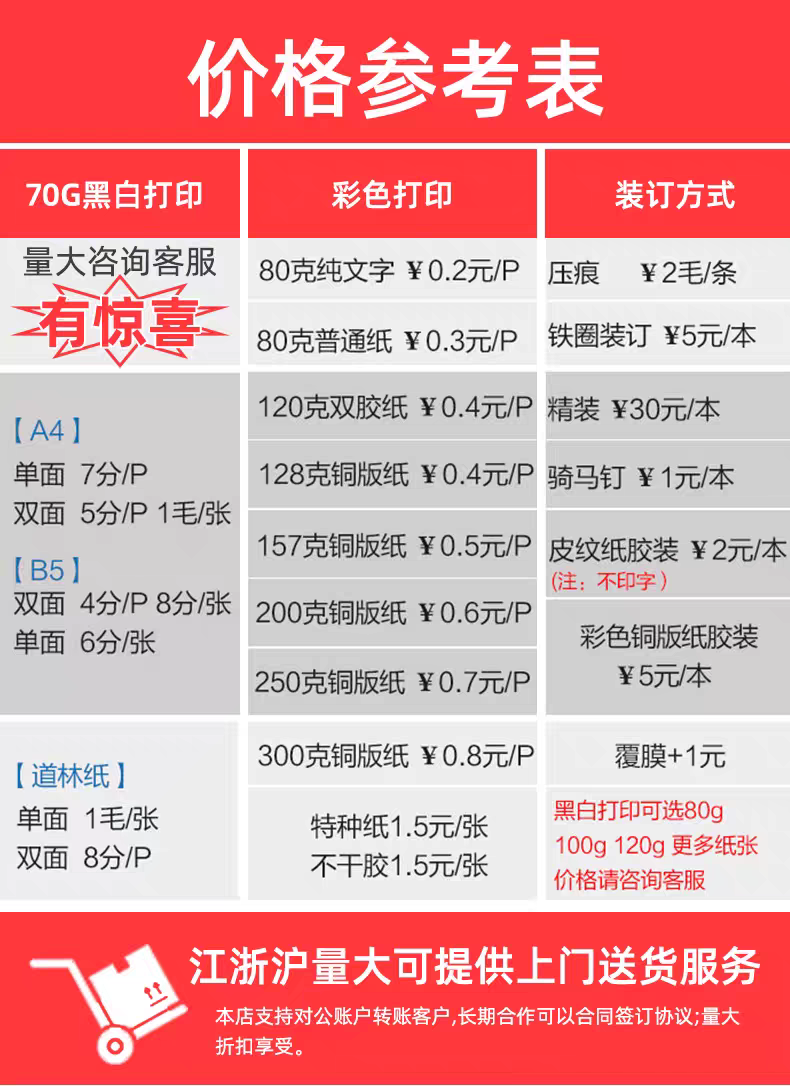 价格参考表
70G黑白打印
量大咨询客服
有惊喜
【A4】
单面 7分/P
双面 5分/P 1毛/张
【B5】
双面 4分/P 8分/张
单面 6分/张
【道林纸】
单面 1毛/张
双面 8分/P
彩色打印
80克纯文字 ¥0.2元/P
80克普通纸 ¥0.3元/P
120克双胶纸 ¥0.4元/P
128克铜版纸 ¥0.4元/P
157克铜版纸 ¥0.5元/P
200克铜版纸 ¥0.6元/P
250克铜版纸 ¥0.7元/P
300克铜版纸 ¥0.8元/P
特种纸1.5元/张
不干胶1.5元/张
装订方式
压痕 ¥2毛/条
铁圈装订 ¥5元/本
精装 ¥30元/本
骑马钉 ¥1元/本
皮纹纸胶装 ¥2元/本
(注：不印字)
彩色铜版纸胶装
¥5元/本
覆膜+1元
黑白打印可选80g
100g 120g 更多纸张
价格请咨询客服
江浙沪量大可提供上门送货服务
本店支持对公账户转账客户,长期合作可以合同签订协议;量大
折扣享受。